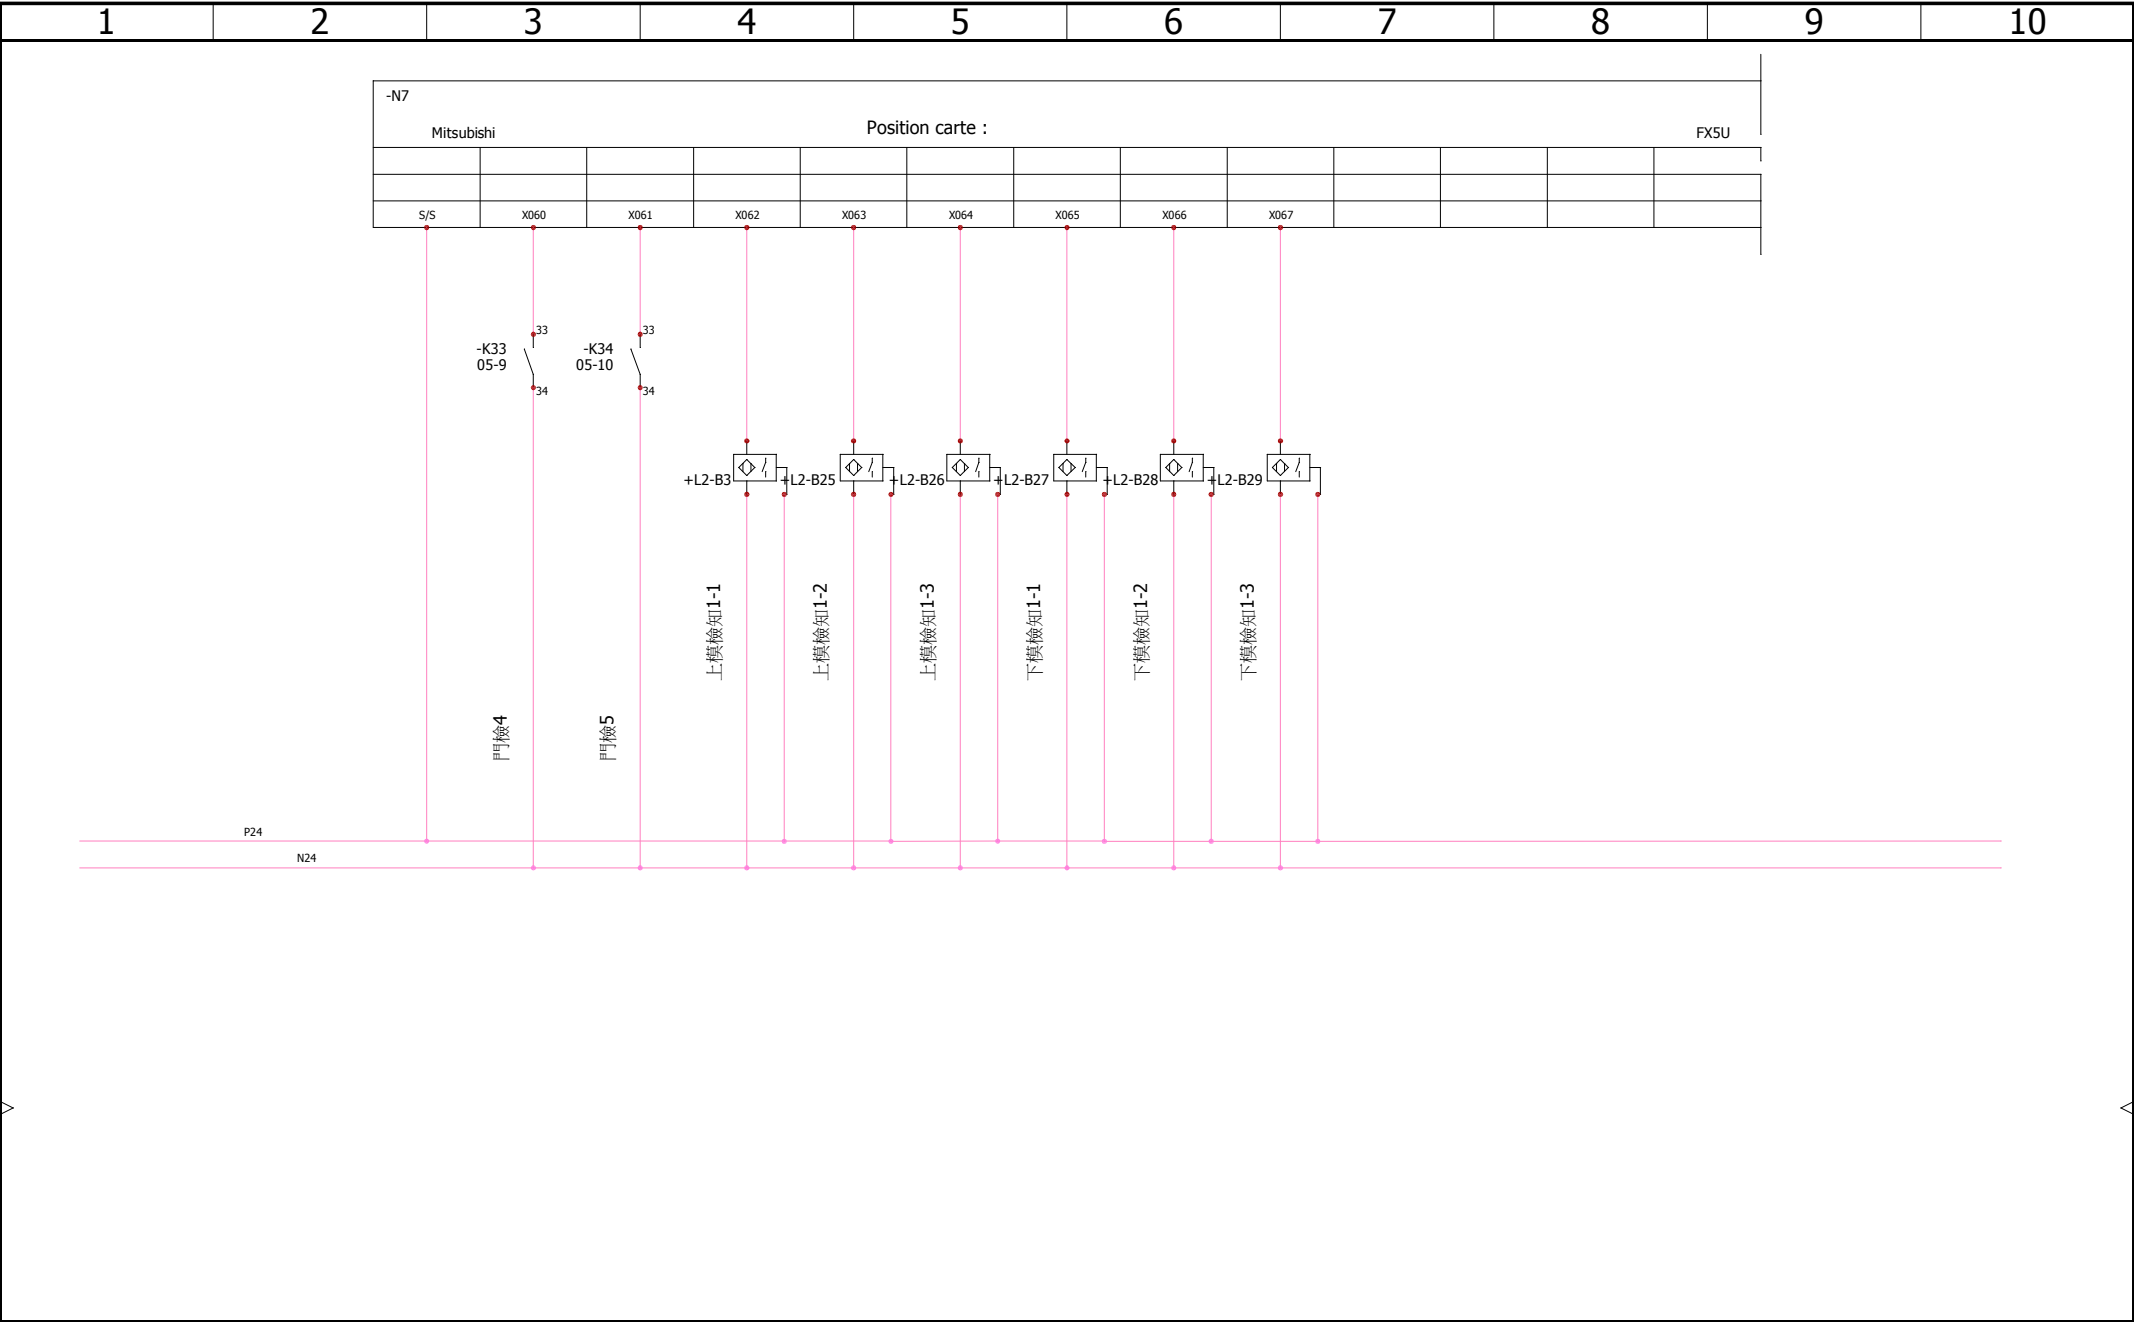 1 2 3 4 5 6 7 8 9 10
-N7
Mitsubishi Position carte : FX5U
S/S X060 X061 X062 X063 X064 X065 X066 X067
33 33
-K33 -K34
05-9 05-10
34 34
+L2-B3 +L2-B25 +L2-B26 +L2-B27 +L2-B28 +L2-B29
上模檢知1-1
上模檢知1-2
上模檢知1-3
下模檢知1-1
下模檢知1-2
下模檢知1-3
門檢4
門檢5
P24
N24